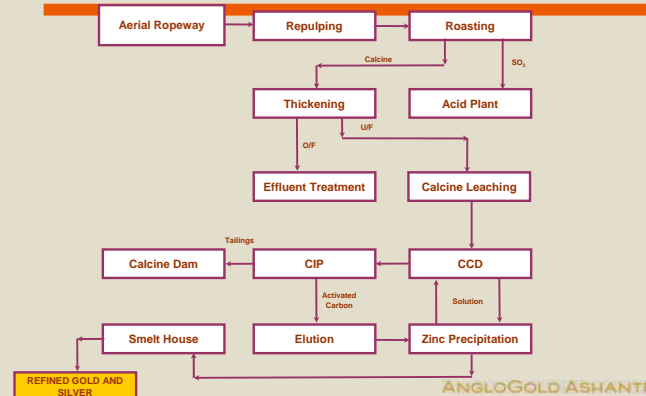 Aerial Ropeway
Repulping
Roasting
Calcine
SO₂
Thickening
Acid Plant
U/F
O/F
Effluent Treatment
Calcine Leaching
Tailings
Calcine Dam
CIP
CCD
Activated
Carbon
Solution
Smelt House
Elution
Zinc Precipitation
REFINED GOLD AND
SILVER
ANGLOGOLD ASHANTI